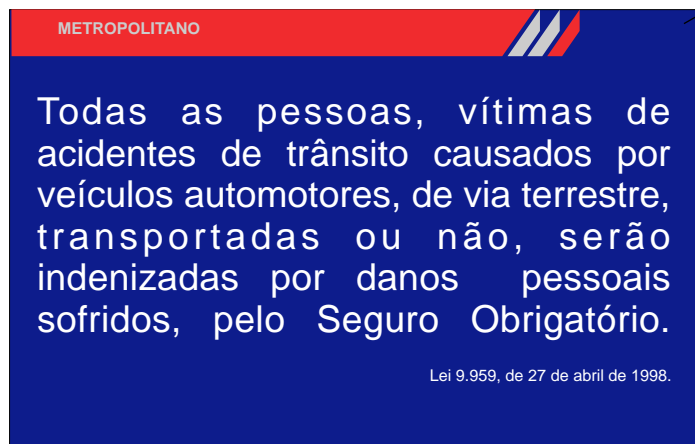 METROPOLITANO
Todas as pessoas, vítimas de
acidentes de trânsito causados por
veículos automotores, de via terrestre,
transportadas ou não, serão
indenizadas por danos pessoais
sofridos, pelo Seguro Obrigatório.
Lei 9.959, de 27 de abril de 1998.